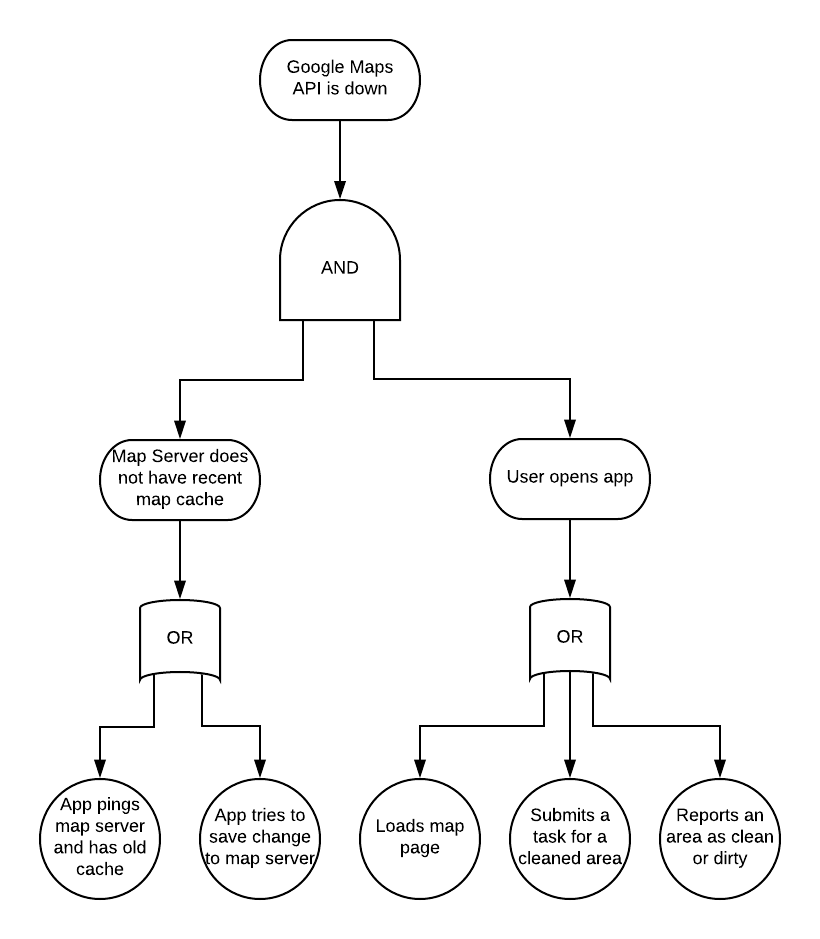 Google Maps
API is down
AND
Map Server does
not have recent
map cache
User opens app
OR
OR
App pings
map server
and has old
cache
App tries to
save change
to map server
Loads map
page
Submits a
task for a
cleaned area
Reports an
area as clean
or dirty